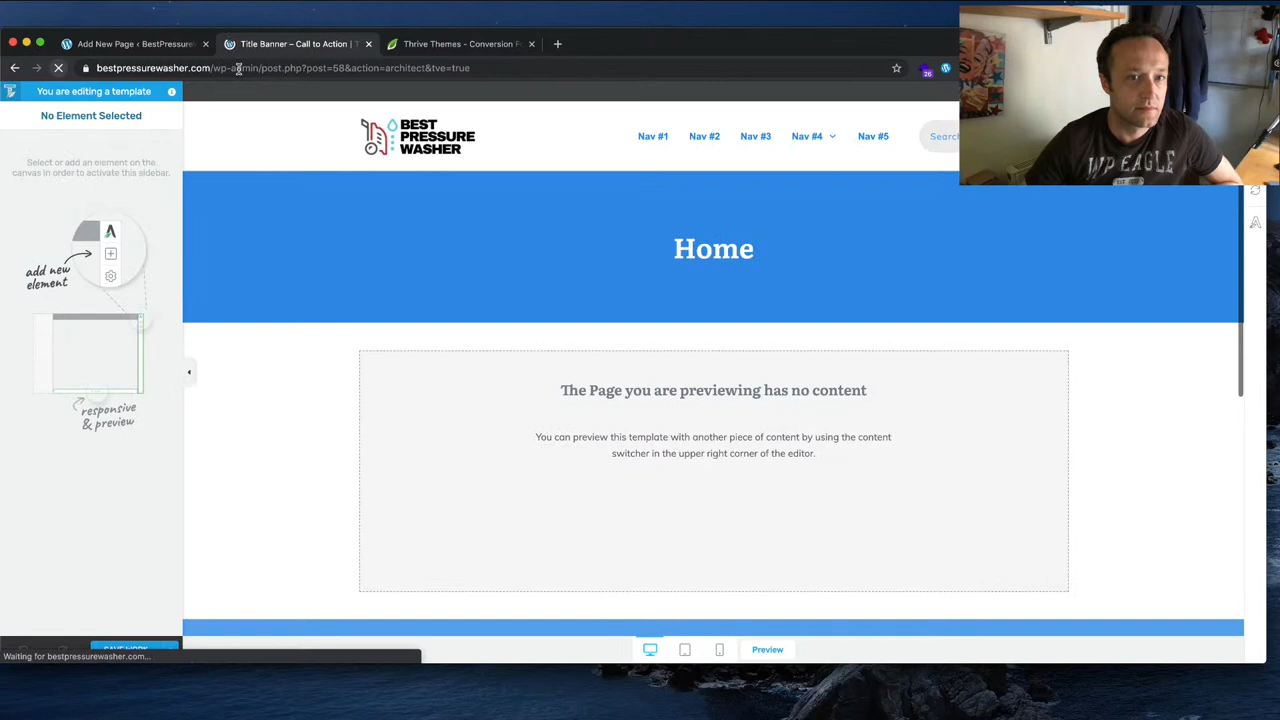 Add New Page ‹ BestPressure
Title Banner – Call to Action | T
Thrive Themes - Conversion Fo
bestpressurewasher.com/wp-admin/post.php?post=58&action=architect&tve=true
26
You are editing a template
No Element Selected
Select or add an element on the
canvas in order to activate this sidebar.
add new
element
responsive
& preview
BEST
PRESSURE
WASHER
Nav #1
Nav #2
Nav #3
Nav #4
Nav #5
Search
Home
The Page you are previewing has no content
You can preview this template with another piece of content by using the content
switcher in the upper right corner of the editor.
SAVE WORK
Waiting for bestpressurewasher.com...
Preview
WP EAGLE